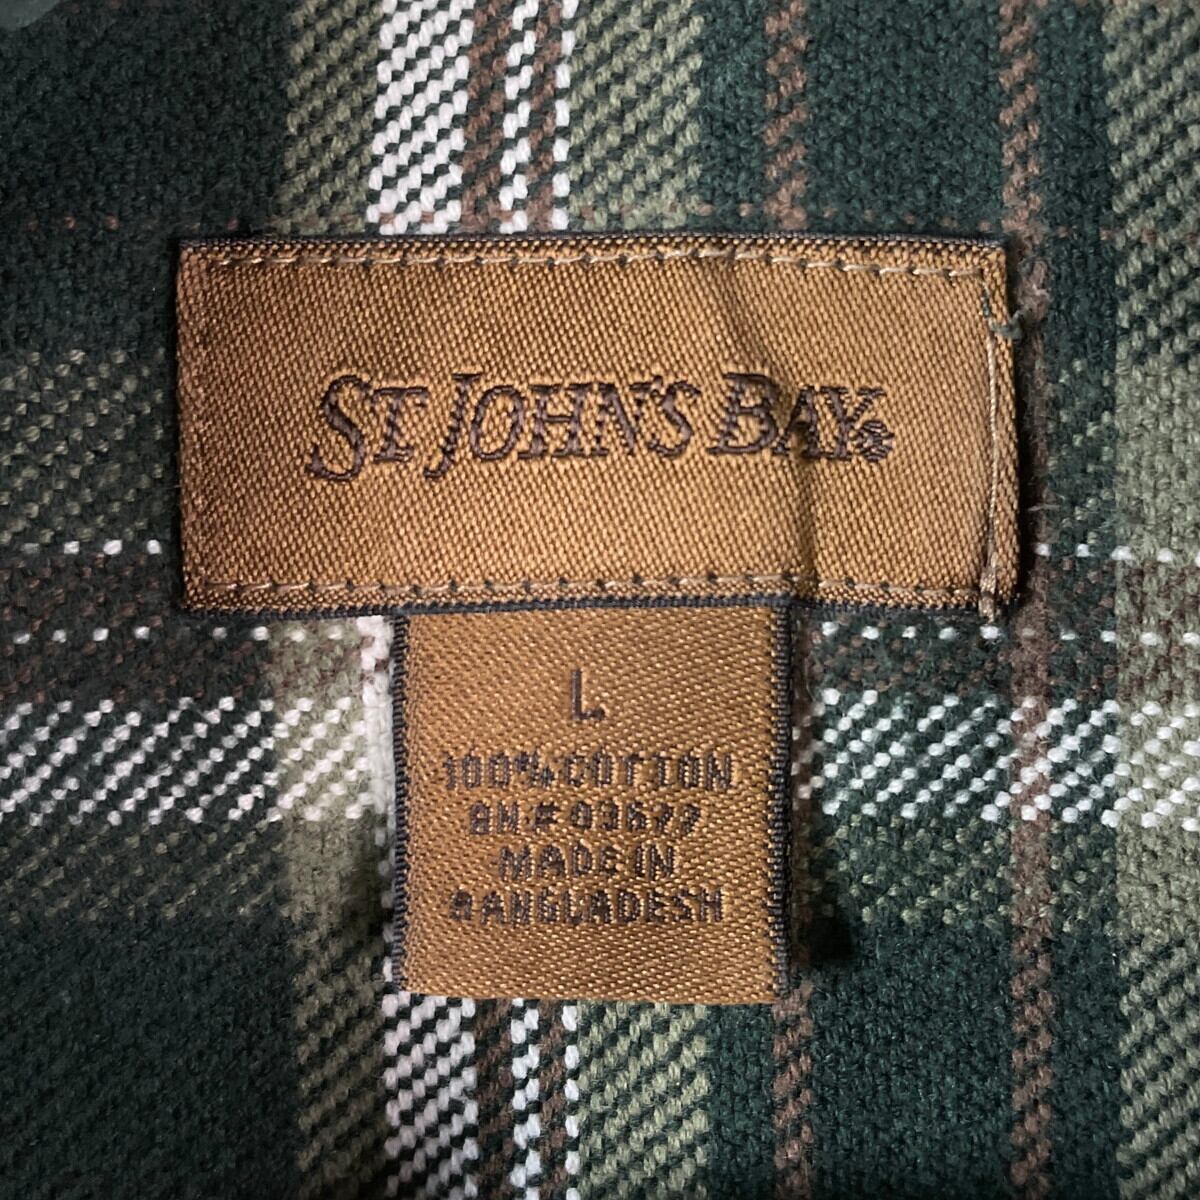 ST JOHN'S BAY®
L
100% COTTON
RN# 93677
MADE IN
BANGLADESH